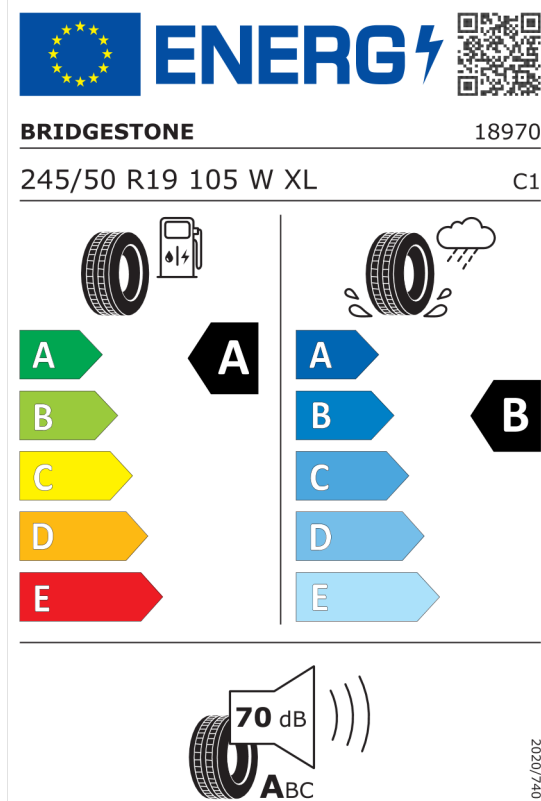 ENERG
BRIDGESTONE 18970
245/50 R19 105 W XL C1
A A
B
C
D
E
A
B B
C
D
E
70 dB
ABC
2020/740